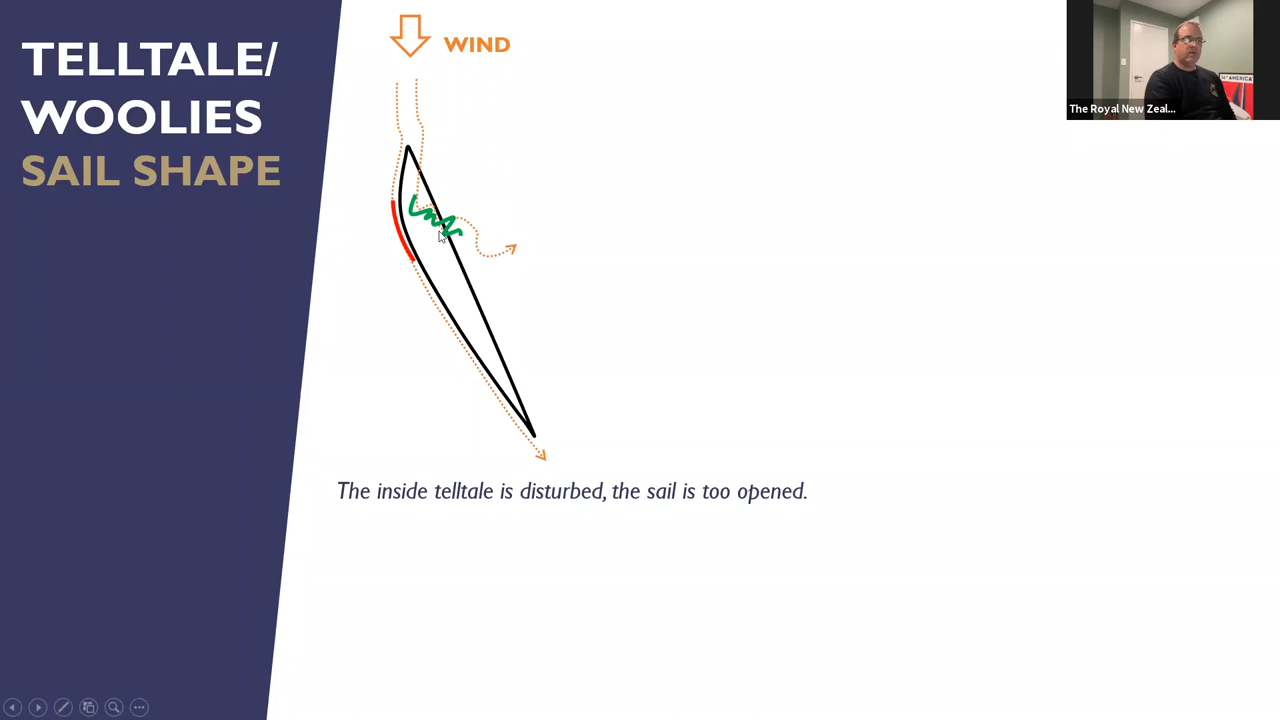 TELLTALE/
WOOLIES
SAIL SHAPE
WIND
The Royal New Zeal...
The inside telltale is disturbed, the sail is too opened.